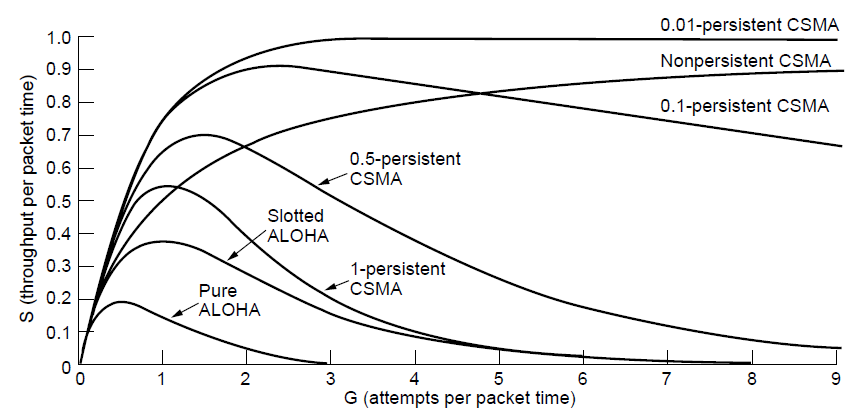 0.01-persistent CSMA
Nonpersistent CSMA
0.1-persistent CSMA
0.5-persistent
CSMA
Slotted
ALOHA
1-persistent
CSMA
Pure
ALOHA
S (throughput per packet time)
1.0
0.9
0.8
0.7
0.6
0.5
0.4
0.3
0.2
0.1
0
0 1 2 3 4 5 6 7 8 9
G (attempts per packet time)